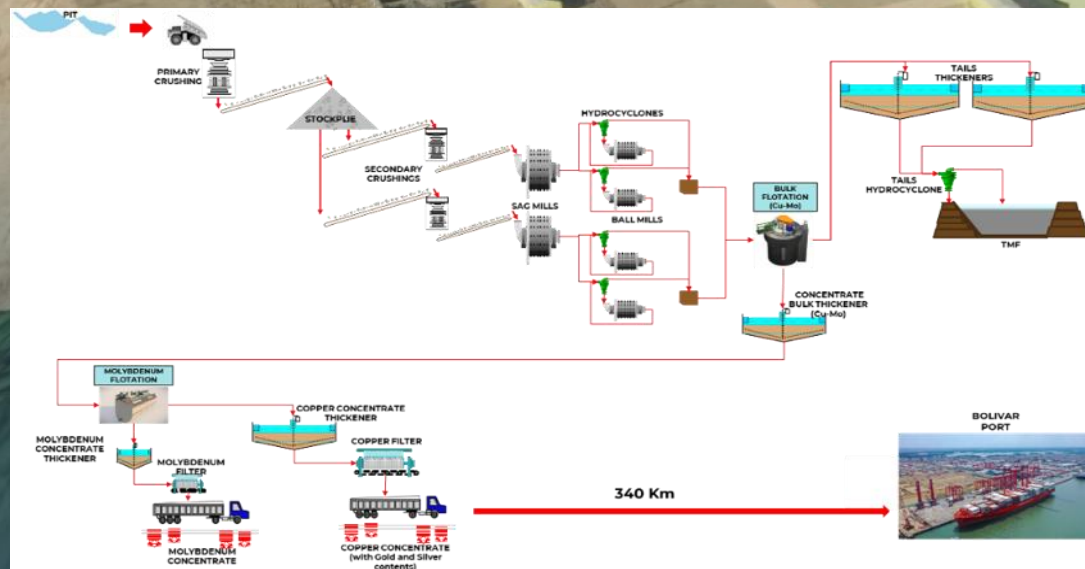 PIT
PRIMARY
CRUSHING
STOCKPLIE
SECONDARY
CRUSHINGS
SAG MILLS
HYDROCYCLONES
BALL MILLS
BULK
FLOTATION
(Cu-Mo)
TAILS
THICKENERS
TAILS
HYDROCYCLONE
TMF
CONCENTRATE
BULK THICKENER
(Cu-Mo)
MOLYBDENUM
FLOTATION
COPPER CONCENTRATE
THICKENER
MOLYBDENUM
CONCENTRATE
THICKENER
MOLYBDENUM
FILTER
COPPER FILTER
MOLYBDENUM
CONCENTRATE
COPPER CONCENTRATE
(with Gold and Silver
contents)
340 Km
BOLIVAR
PORT